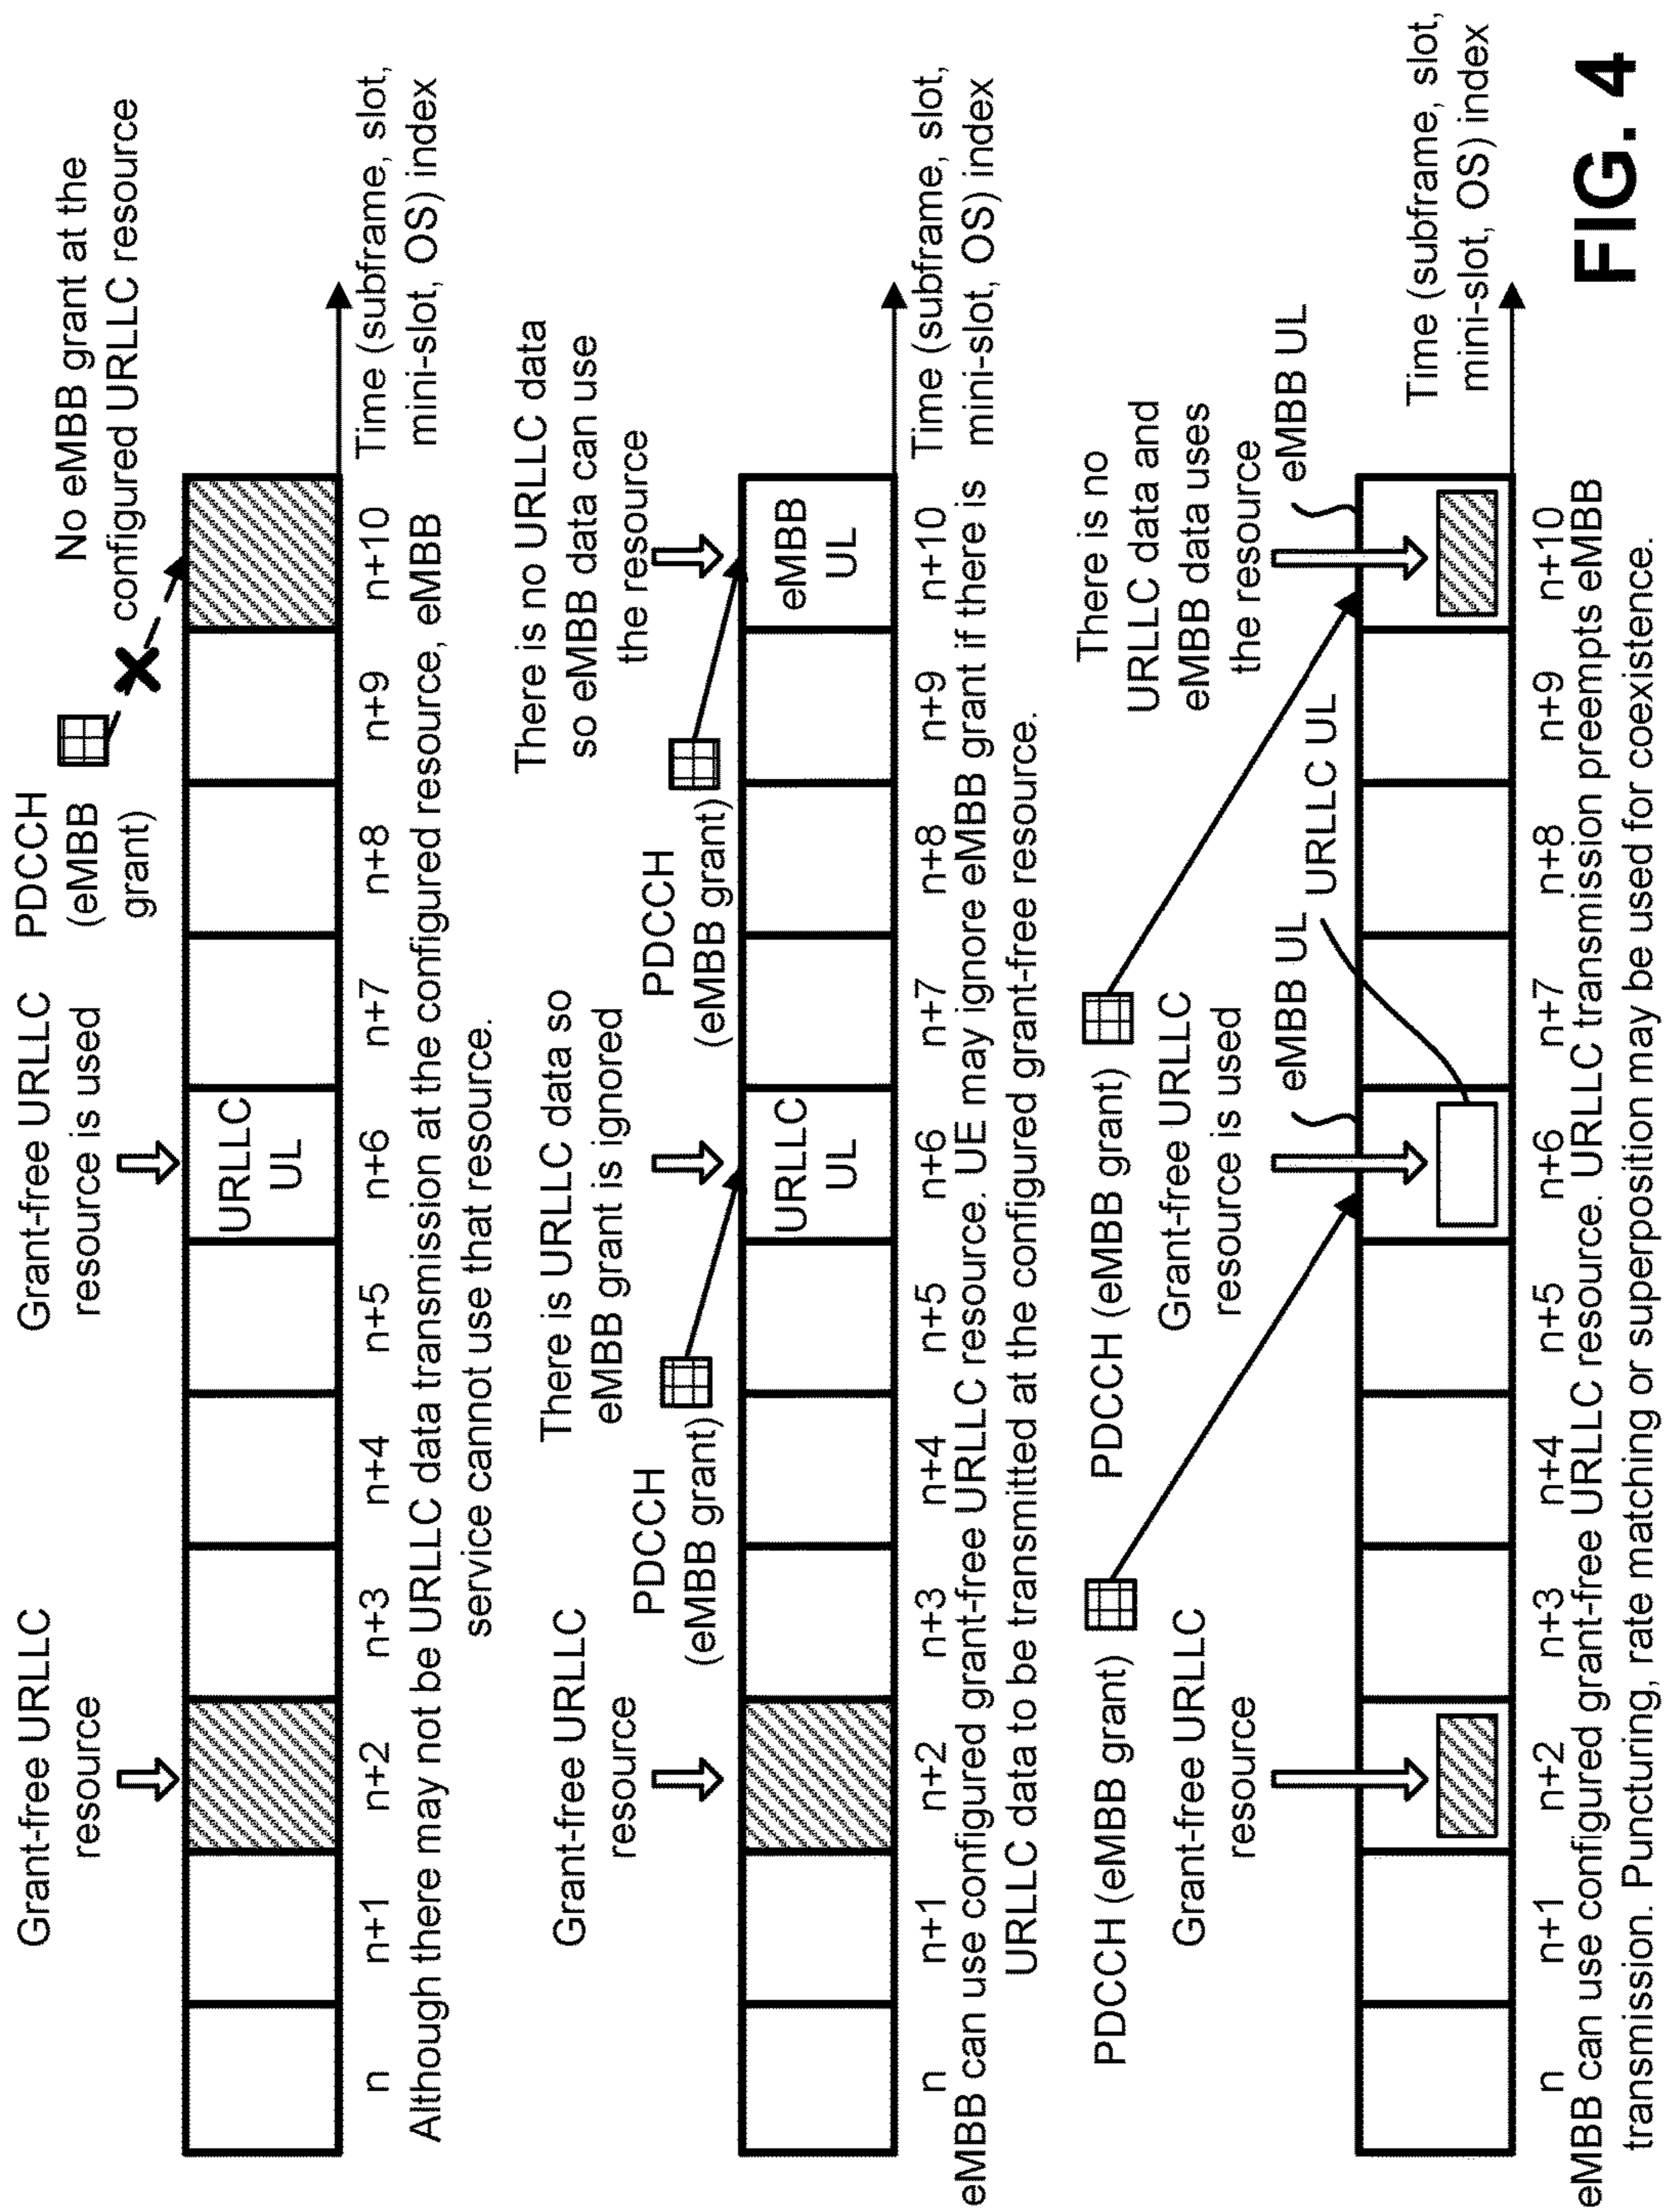 Grant-free URLLC
resource
Grant-free URLLC
resource is used
PDCCH
(eMBB
grant)
No eMBB grant at the
configured URLLC resource
URLLC
UL
n
n+1
n+2
n+3
n+4
n+5
n+6
n+7
n+8
n+9
n+10
Time (subframe, slot,
mini-slot, OS) index
Although there may not be URLLC data transmission at the configured resource, eMBB
service cannot use that resource.
Grant-free URLLC
resource
PDCCH
(eMBB grant)
There is URLLC data so
eMBB grant is ignored
PDCCH
(eMBB grant)
There is no URLLC data
so eMBB data can use
the resource
URLLC
UL
eMBB
UL
n
n+1
n+2
n+3
n+4
n+5
n+6
n+7
n+8
n+9
n+10
Time (subframe, slot,
mini-slot, OS) index
eMBB can use configured grant-free URLLC resource. UE may ignore eMBB grant if there is
URLLC data to be transmitted at the configured grant-free resource.
PDCCH (eMBB grant)
Grant-free URLLC
resource
PDCCH (eMBB grant)
Grant-free URLLC
resource is used
eMBB UL
URLLC UL
There is no
URLLC data and
eMBB data uses
the resource
eMBB UL
n
n+1
n+2
n+3
n+4
n+5
n+6
n+7
n+8
n+9
n+10
Time (subframe, slot,
mini-slot, OS) index
eMBB can use configured grant-free URLLC resource. URLLC transmission preempts eMBB
transmission. Puncturing, rate matching or superposition may be used for coexistence.
FIG. 4